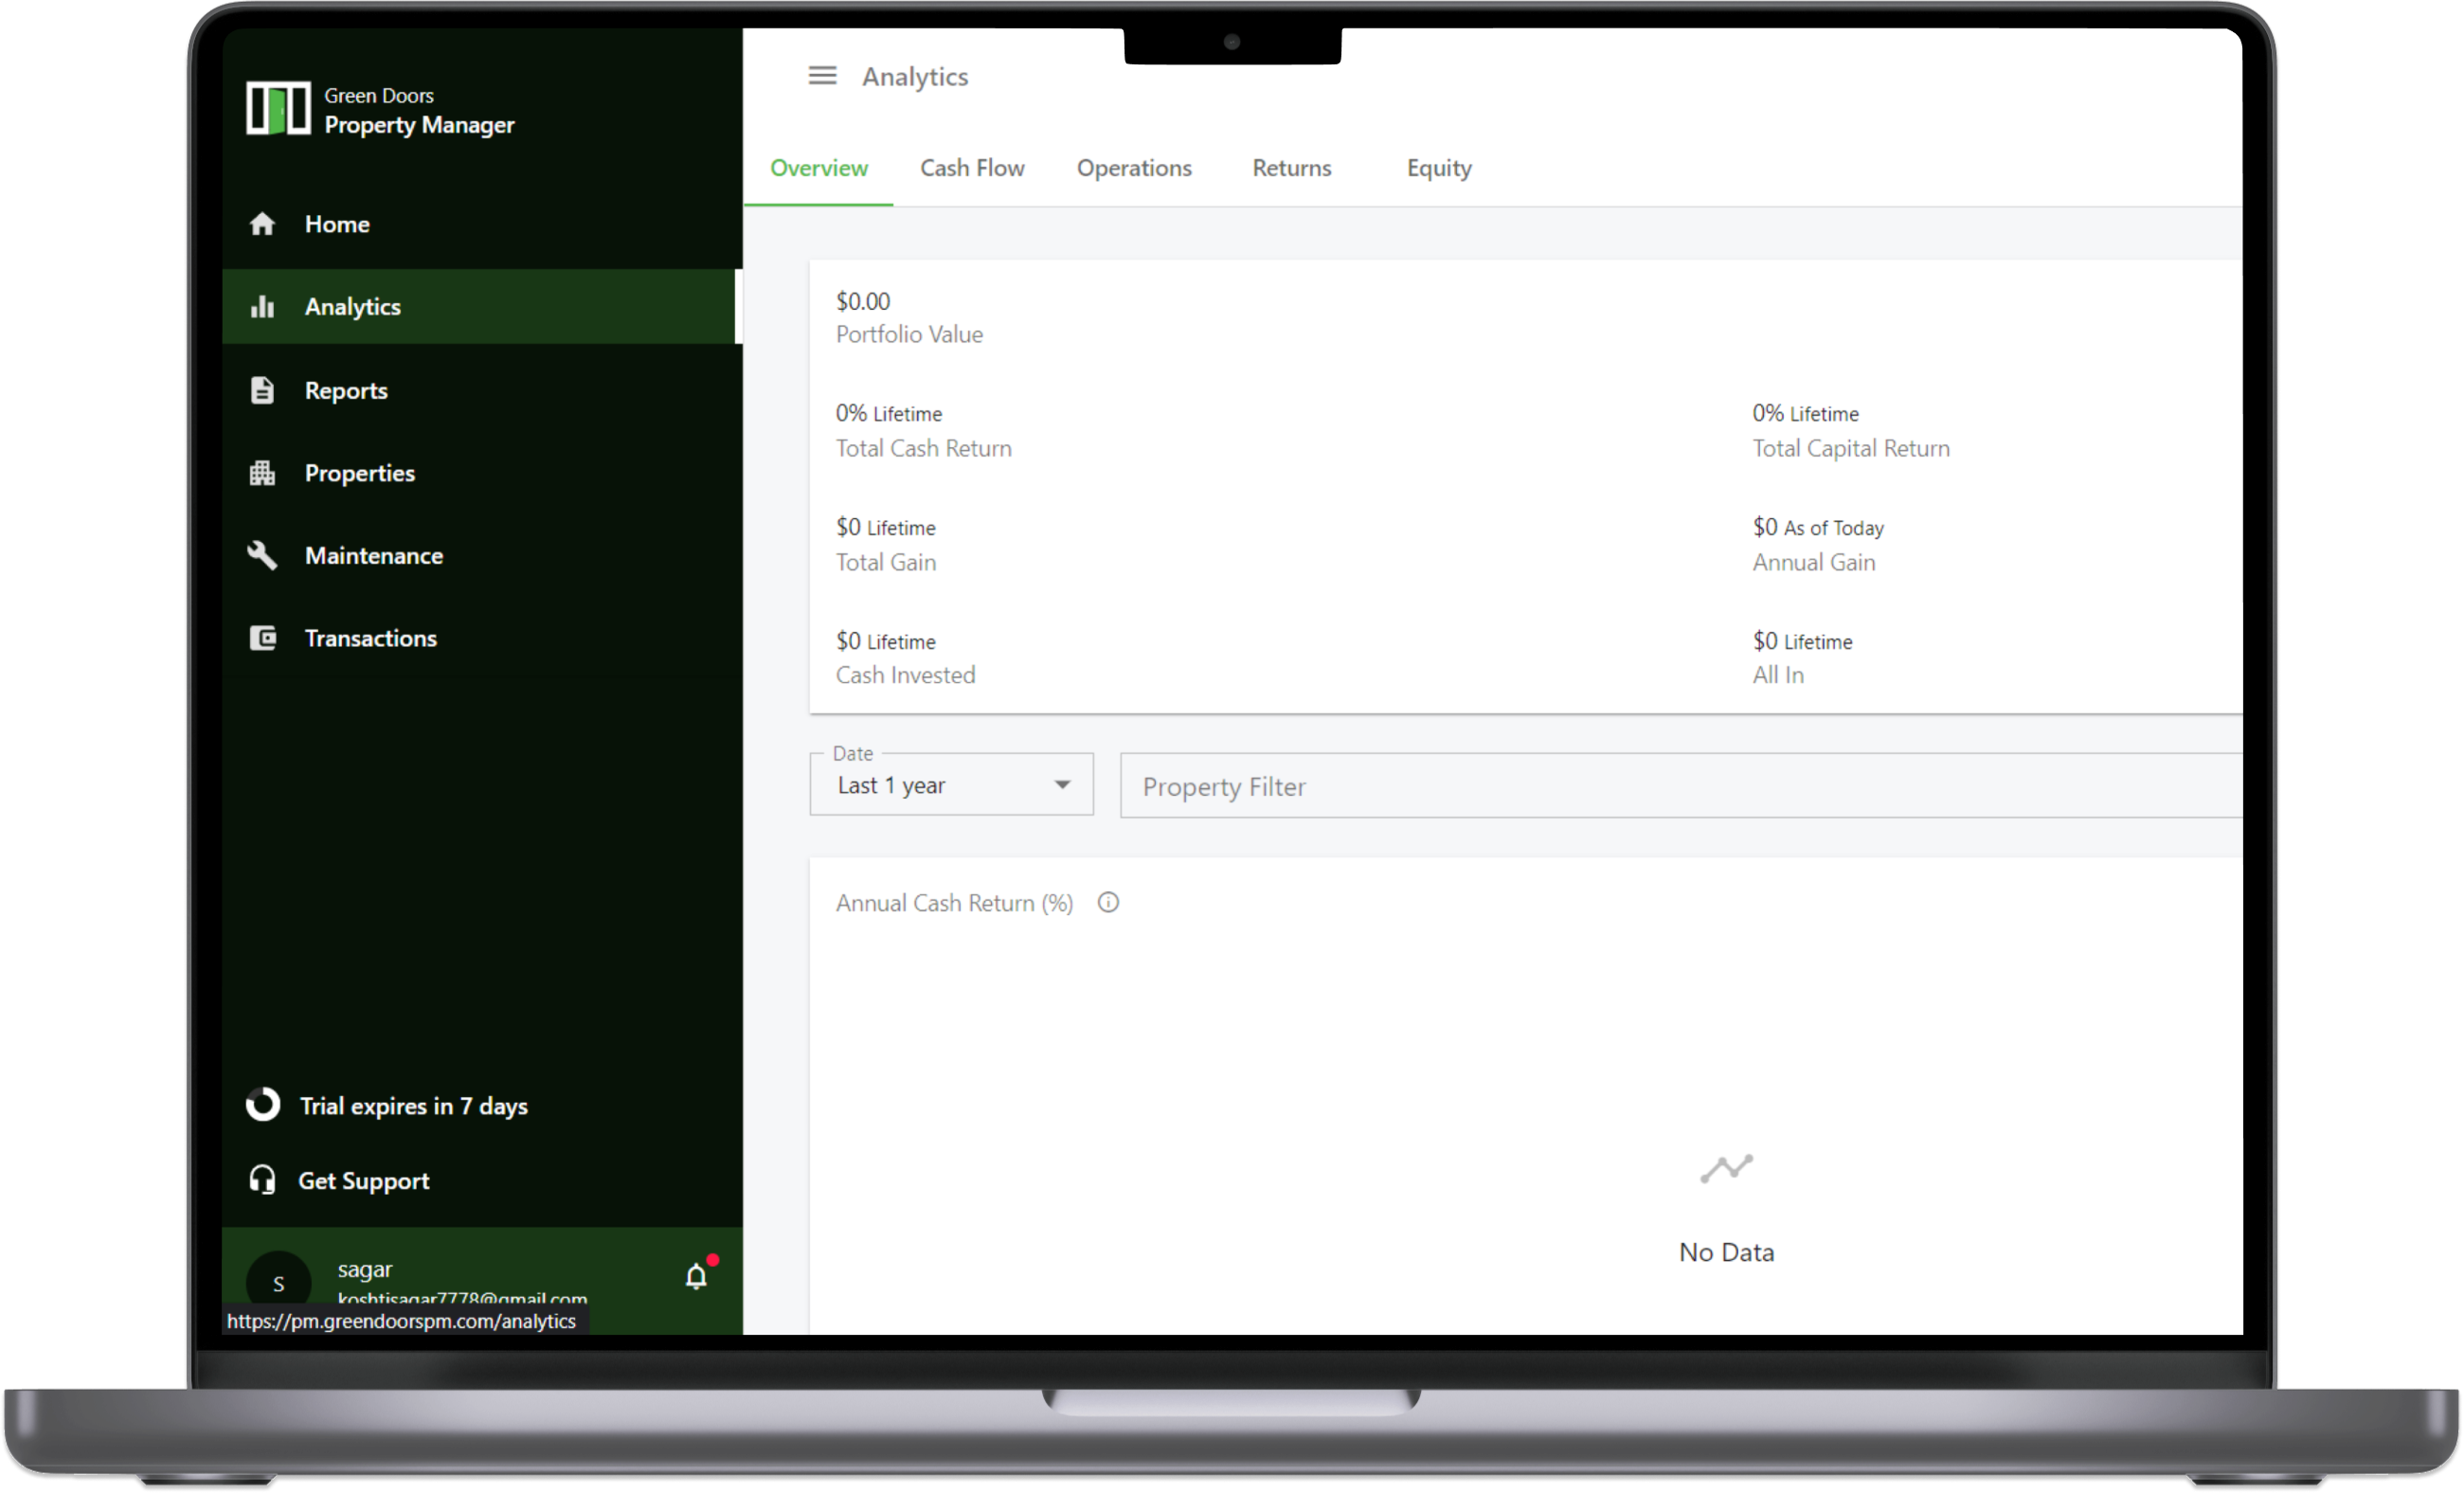 Green Doors
Property Manager
Home
Analytics
Reports
Properties
Maintenance
Transactions
Trial expires in 7 days
Get Support
S
sagar
koshtisagar7778@gmail.com
https://pm.greendoorspm.com/analytics
Analytics
Overview Cash Flow Operations Returns Equity
$0.00
Portfolio Value
0% Lifetime
Total Cash Return
0% Lifetime
Total Capital Return
$0 Lifetime
Total Gain
$0 As of Today
Annual Gain
$0 Lifetime
Cash Invested
$0 Lifetime
All In
Date
Last 1 year
Property Filter
Annual Cash Return (%)
No Data